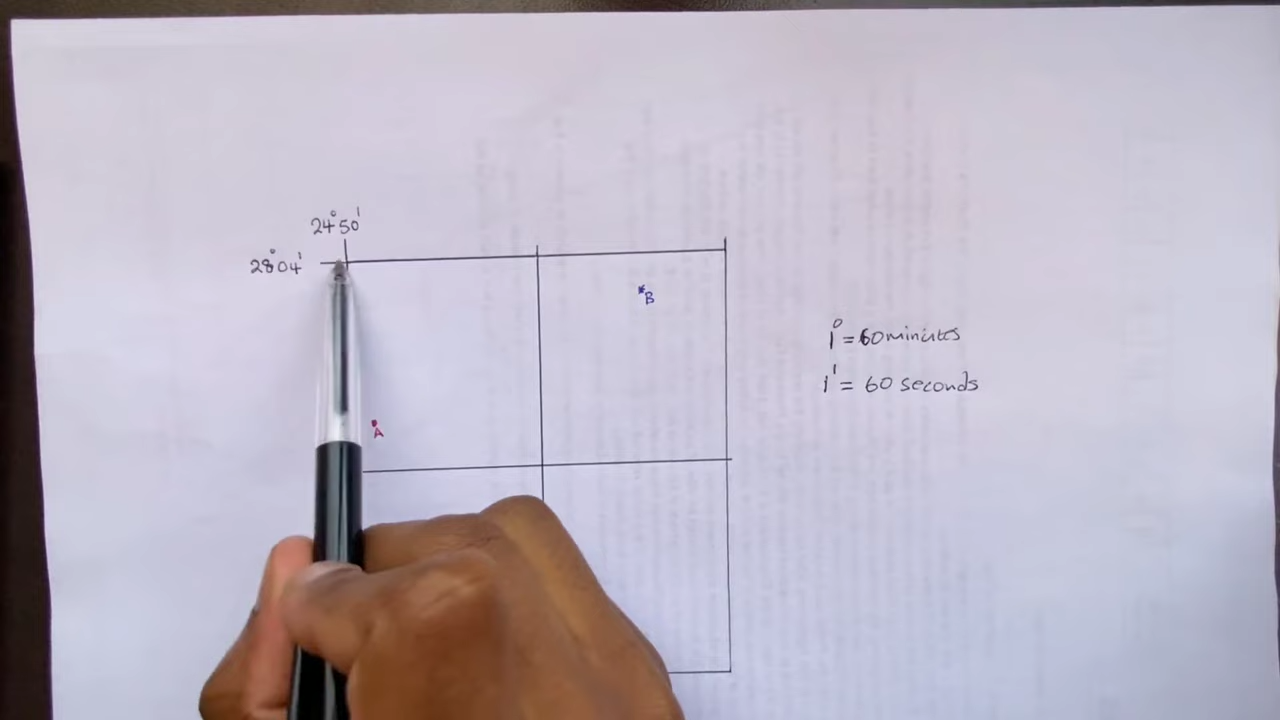 24°50'
28°04'
B
1° = 60 minutes
1' = 60 seconds
A